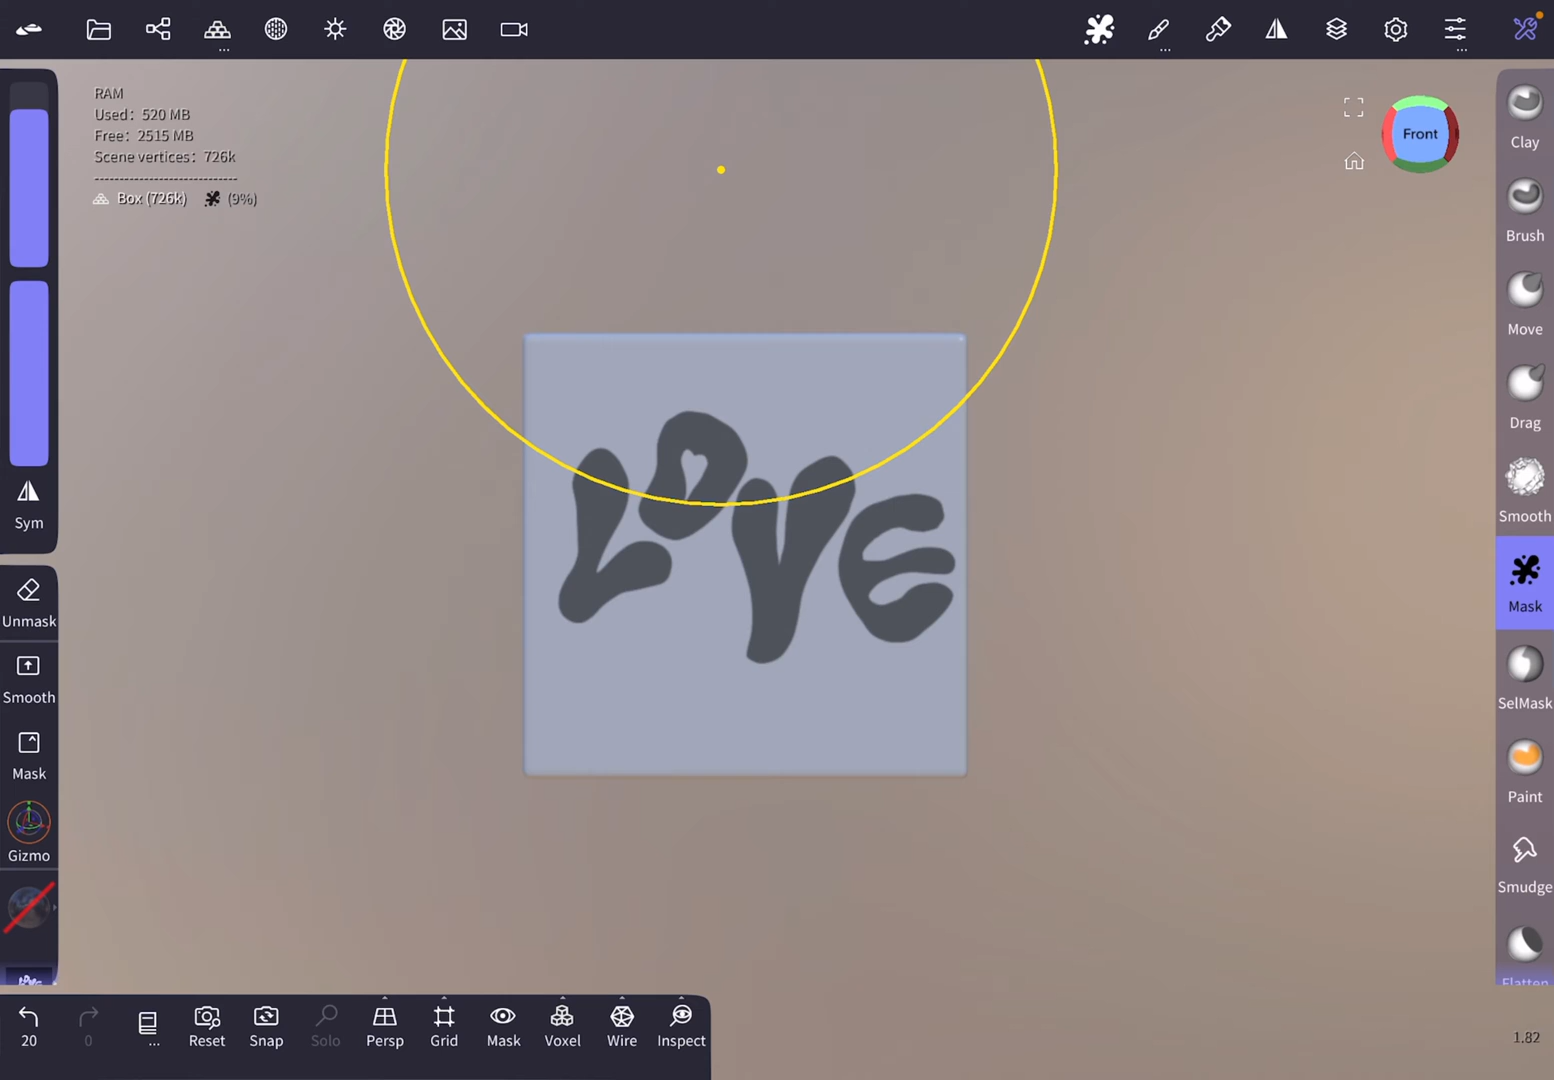 RAM
Used: 520 MB
Free: 2515 MB
Scene vertices: 726k
----------------------------
Box (726k) (9%)
Front
LOVE
Sym
Unmask
Smooth
Mask
Gizmo
Clay
Brush
Move
Drag
Smooth
Mask
SelMask
Paint
Smudge
Flatten
20
0
...
Reset
Snap
Solo
Persp
Grid
Mask
Voxel
Wire
Inspect
1.82